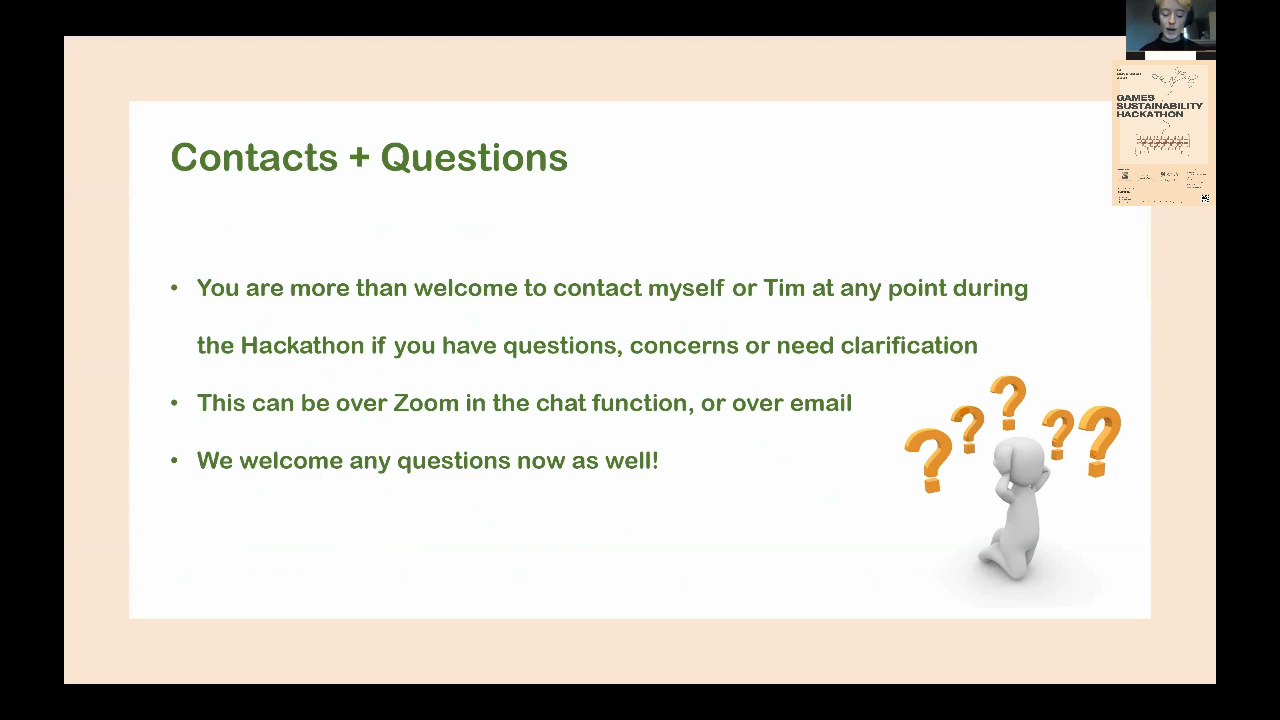 Contacts + Questions
• You are more than welcome to contact myself or Tim at any point during
the Hackathon if you have questions, concerns or need clarification
• This can be over Zoom in the chat function, or over email
• We welcome any questions now as well!
GAMES
SUSTAINABILITY
HACKATHON